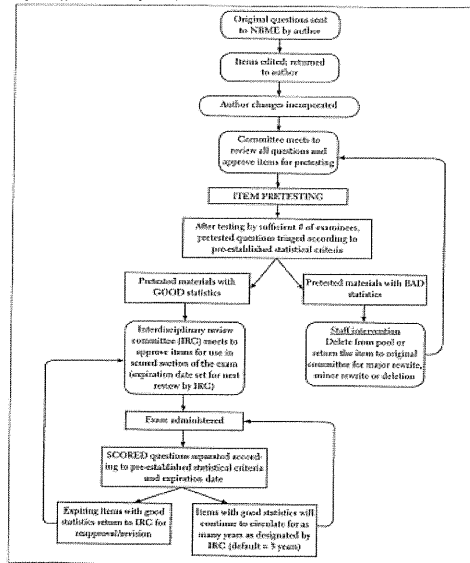 Original questions sent
to NBME by author
Items edited; returned
to author
Author changes incorporated
Committee meets to
review all questions and
approve items for pretesting
ITEM PRETESTING
After testing by sufficient # of examinees,
pretested questions triaged according to
pre-established statistical criteria
Pretested materials with
GOOD statistics
Pretested materials with BAD
statistics
Interdisciplinary review
committee (IRC) meets to
approve items for use in
scored section of the exam
(expiration date set for next
review by IRC)
Staff intervention
Delete from pool or
return the item to original
committee for major rewrite,
minor rewrite or deletion
Exam administered
SCORED questions separated accord-
ing to pre-established statistical criteria
and expiration date
Expiring items with good
statistics return to IRC for
reapproval/revision
Items with good statistics will
continue to circulate for as
many years as designated by
IRC (default = 3 years)